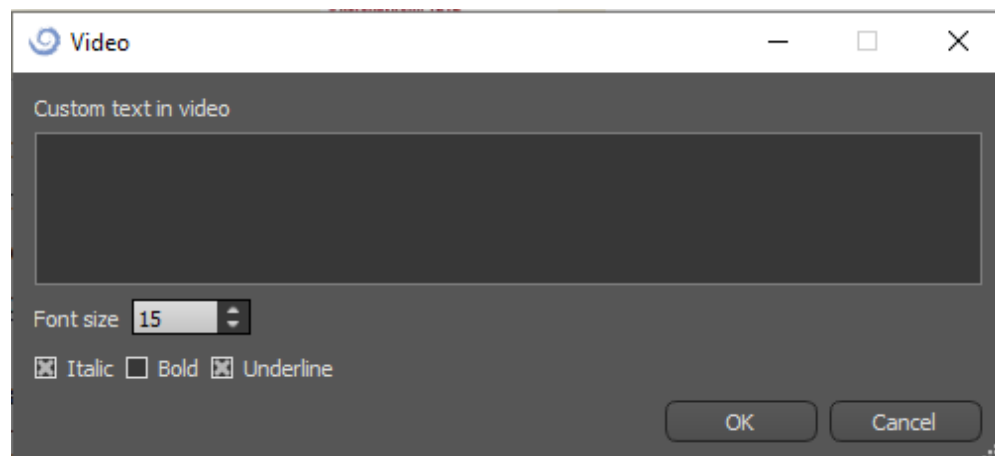 Video
Custom text in video
Font size 15
Italic Bold Underline
OK Cancel